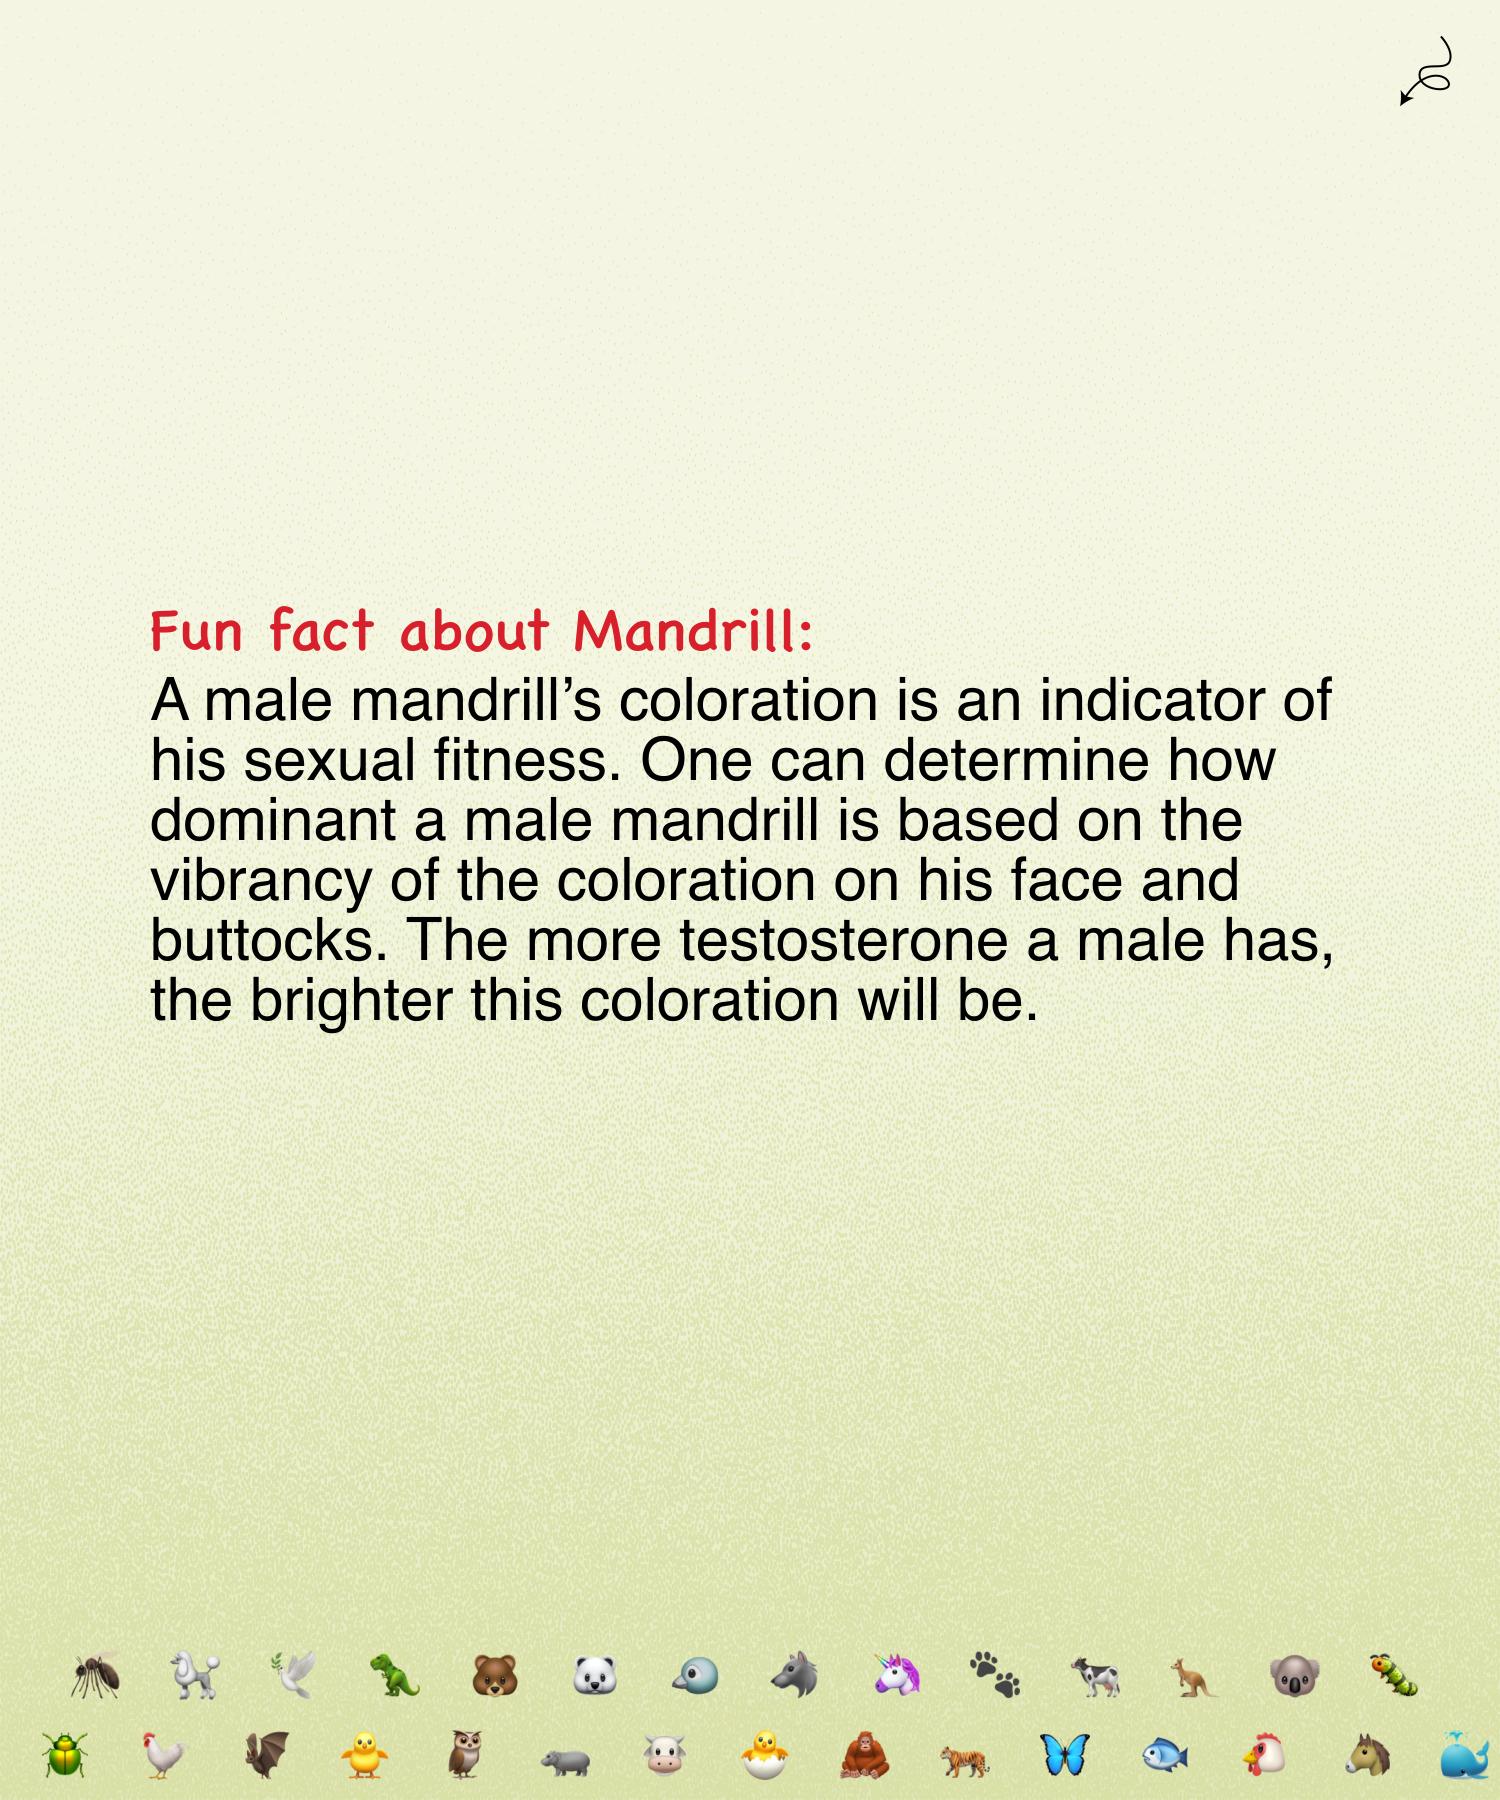 Fun fact about Mandrill:
A male mandrill’s coloration is an indicator of
his sexual fitness. One can determine how
dominant a male mandrill is based on the
vibrancy of the coloration on his face and
buttocks. The more testosterone a male has,
the brighter this coloration will be.